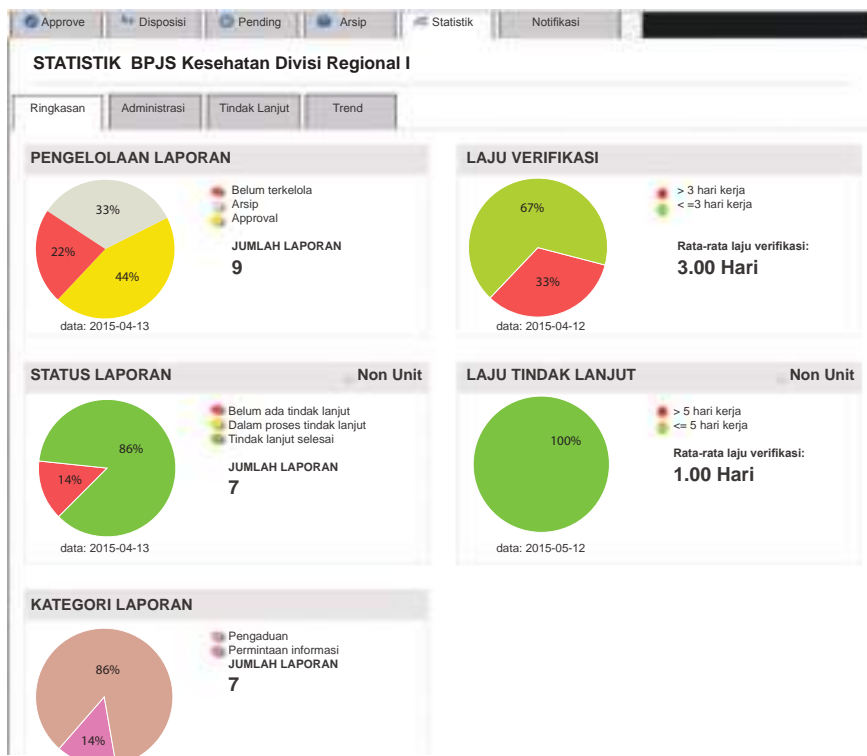 Approve Disposisi Pending Arsip Statistik Notifikasi
STATISTIK BPJS Kesehatan Divisi Regional I
Ringkasan Administrasi Tindak Lanjut Trend
PENGELOLAAN LAPORAN
33%
22%
44%
Belum terkelola
Arsip
Approval
JUMLAH LAPORAN
9
data: 2015-04-13
LAJU VERIFIKASI
67%
33%
> 3 hari kerja
< =3 hari kerja
Rata-rata laju verifikasi:
3.00 Hari
data: 2015-04-12
STATUS LAPORAN Non Unit
86%
14%
Belum ada tindak lanjut
Dalam proses tindak lanjut
Tindak lanjut selesai
JUMLAH LAPORAN
7
data: 2015-04-13
LAJU TINDAK LANJUT Non Unit
100%
> 5 hari kerja
<= 5 hari kerja
Rata-rata laju verifikasi:
1.00 Hari
data: 2015-05-12
KATEGORI LAPORAN
86%
14%
Pengaduan
Permintaan informasi
JUMLAH LAPORAN
7